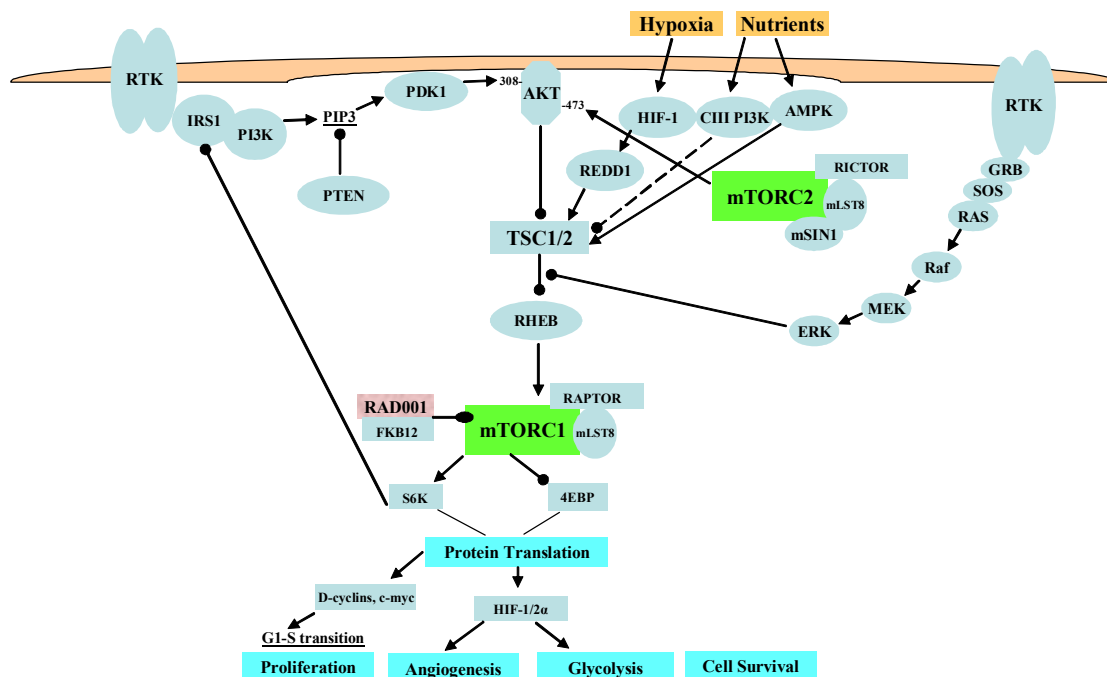 Hypoxia
Nutrients
RTK
PDK1
308-
AKT
-473
IRS1
PI3K
PIP3
HIF-1
CIII PI3K
AMPK
RTK
PTEN
REDD1
mTORC2
RICTOR
mLST8
mSIN1
GRB
SOS
RAS
TSC1/2
Raf
MEK
ERK
RHEB
RAD001
FKB12
mTORC1
RAPTOR
mLST8
S6K
4EBP
Protein Translation
D-cyclins, c-myc
HIF-1/2α
G1-S transition
Proliferation
Angiogenesis
Glycolysis
Cell Survival